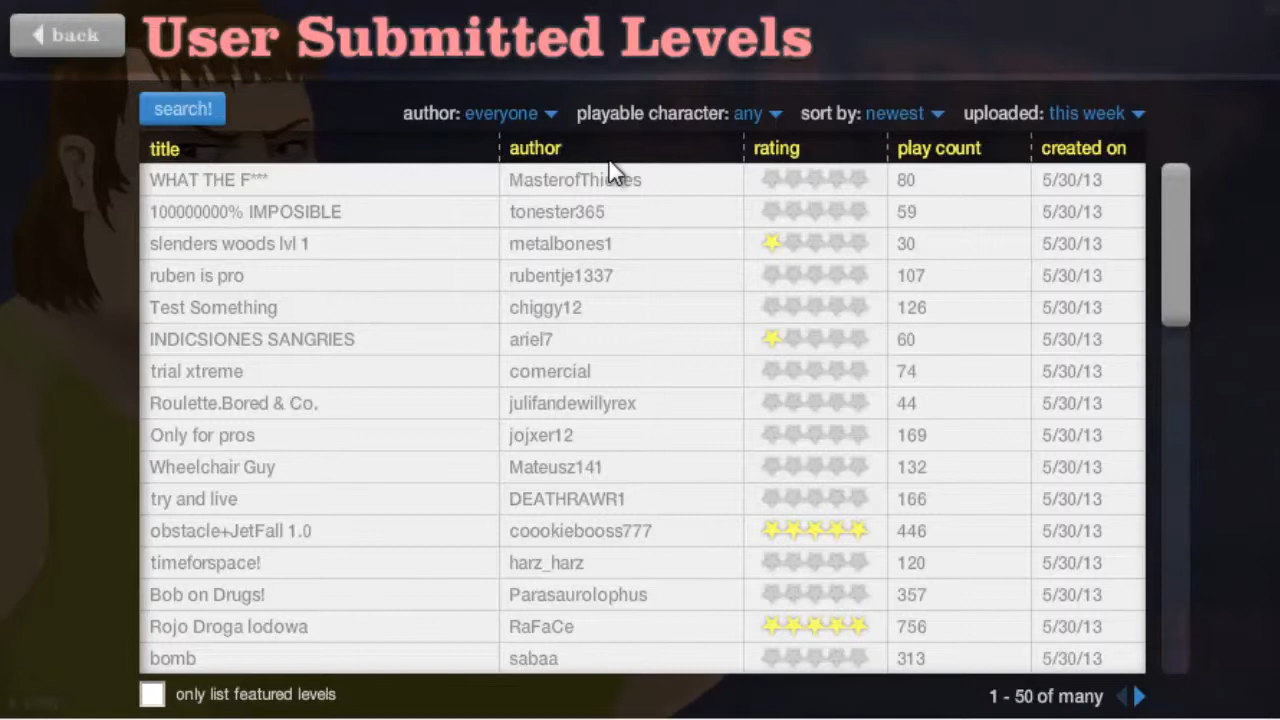 back
User Submitted Levels
search!
author: everyone playable character: any sort by: newest uploaded: this week
title author rating play count created on
WHAT THE F*** MasterofThieves 80 5/30/13
100000000% IMPOSIBLE tonester365 59 5/30/13
slenders woods lvl 1 metalbones1 30 5/30/13
ruben is pro rubentje1337 107 5/30/13
Test Something chiggy12 126 5/30/13
INDICSIONES SANGRIES ariel7 60 5/30/13
trial xtreme comercial 74 5/30/13
Roulette.Bored & Co. julifandewillyrex 44 5/30/13
Only for pros jojxer12 169 5/30/13
Wheelchair Guy Mateusz141 132 5/30/13
try and live DEATHRAWR1 166 5/30/13
obstacle+JetFall 1.0 coookiebooss777 446 5/30/13
timeforspace! harz_harz 120 5/30/13
Bob on Drugs! Parasaurolophus 357 5/30/13
Rojo Droga lodowa RaFaCe 756 5/30/13
bomb sabaa 313 5/30/13
only list featured levels 1 - 50 of many